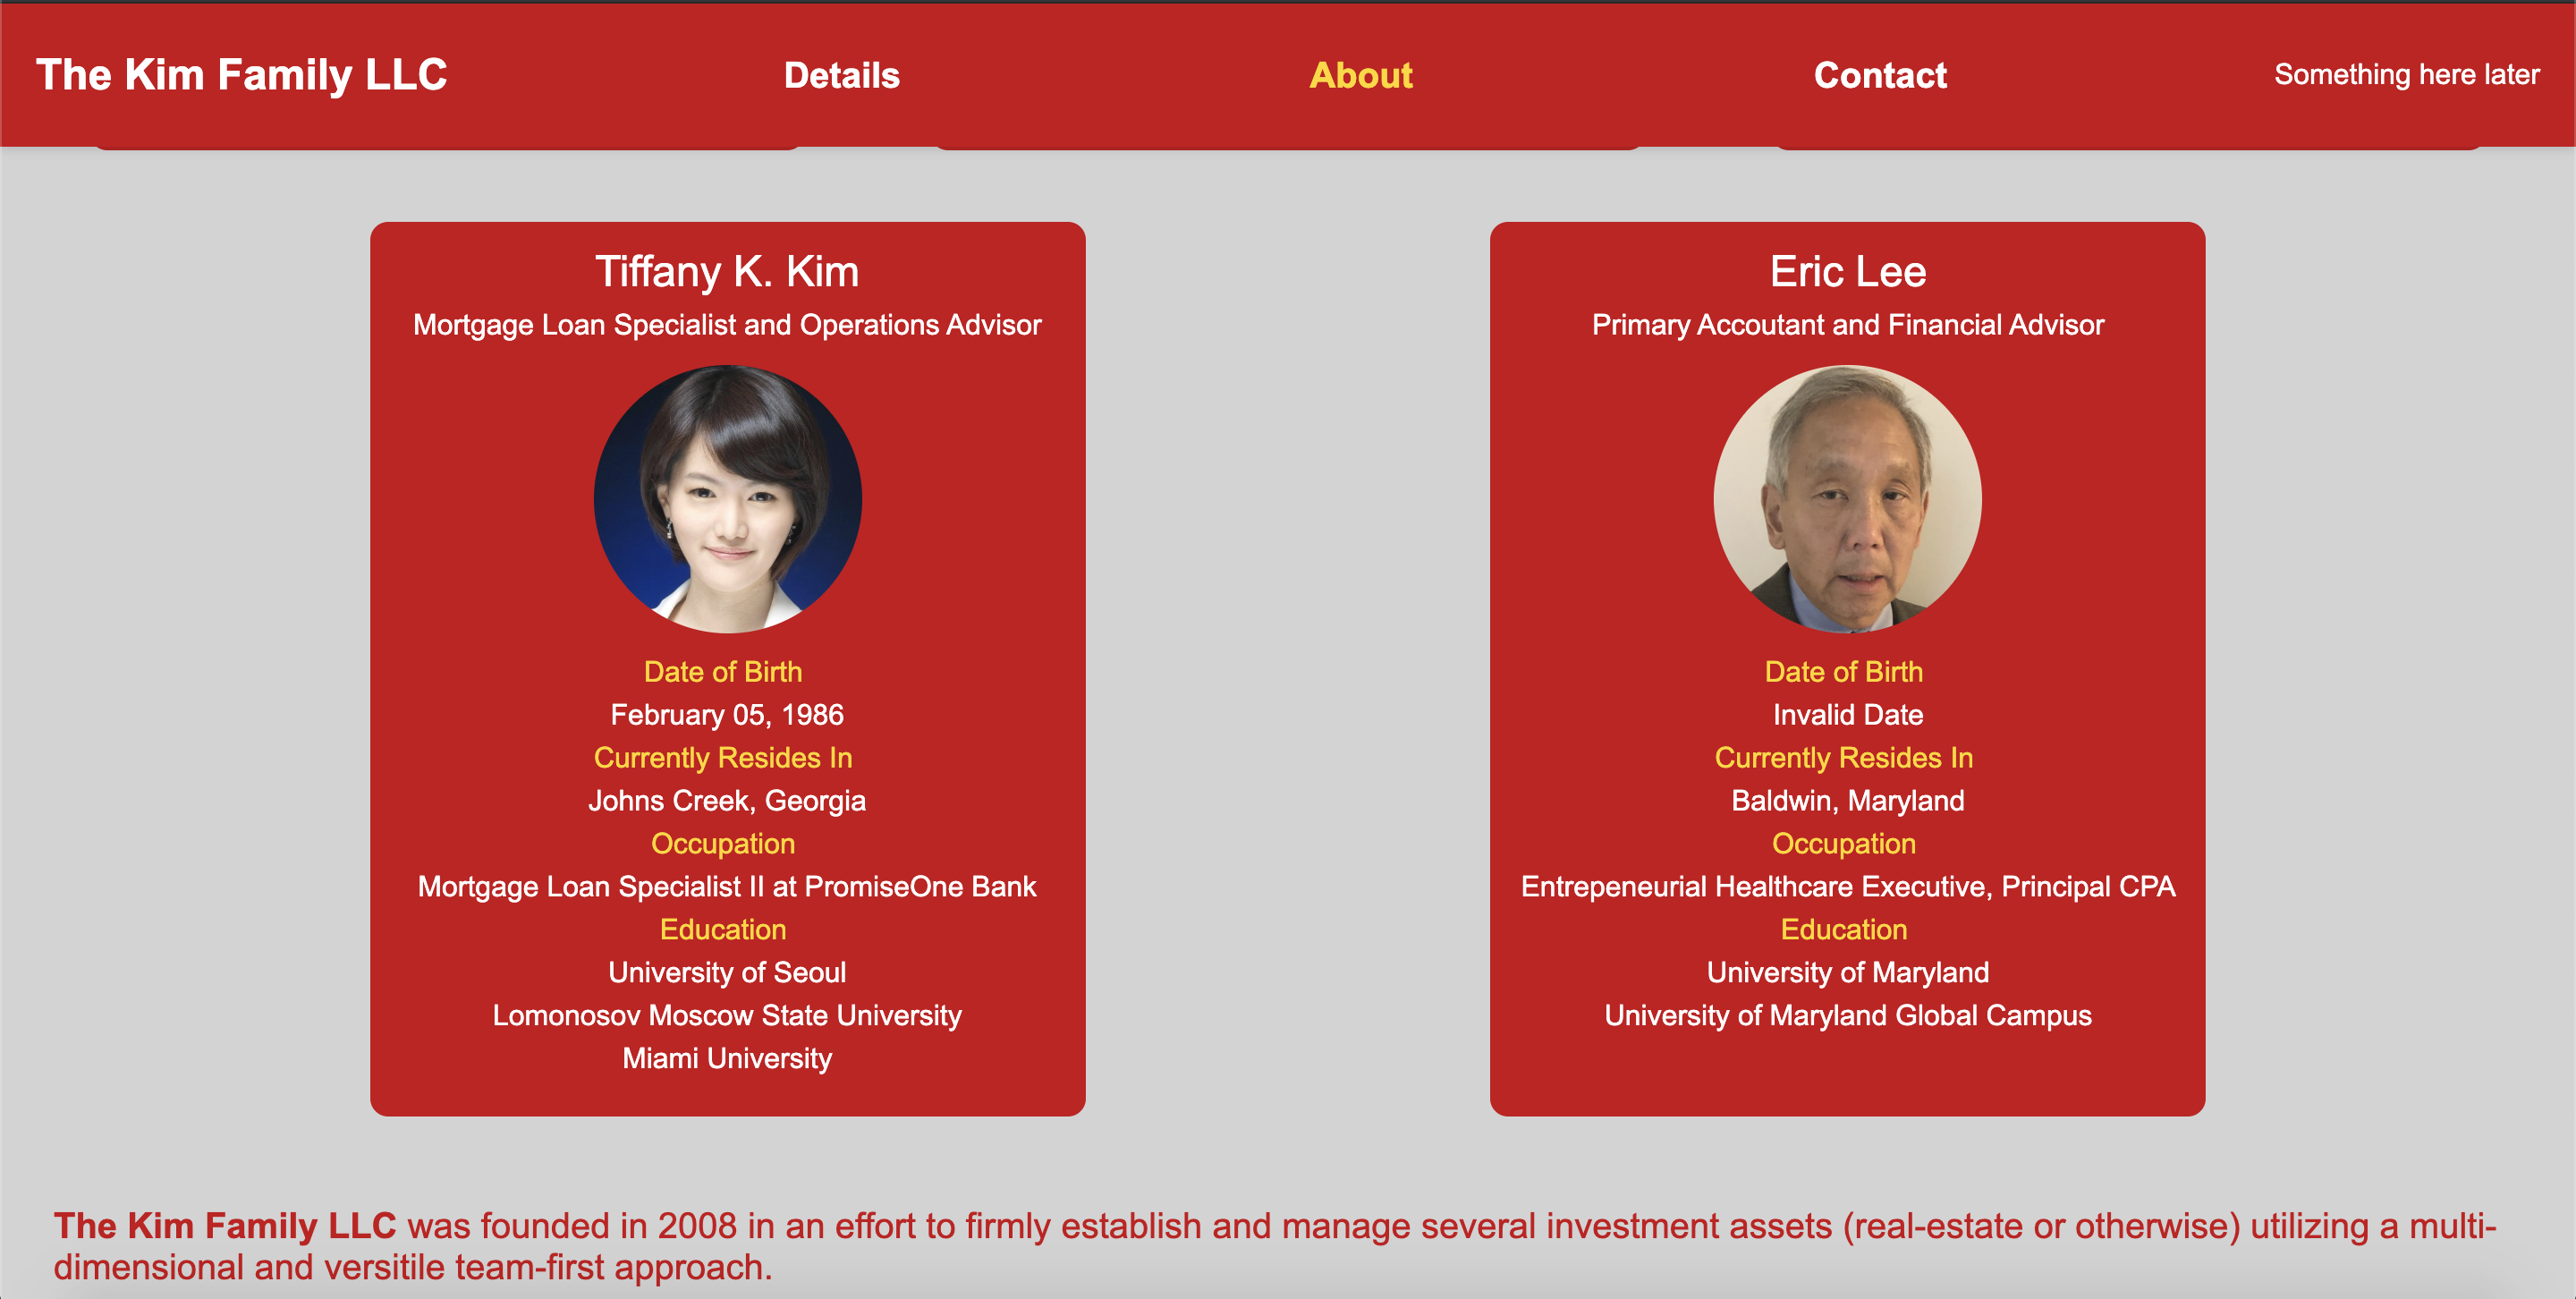 The Kim Family LLC
Details
About
Contact
Something here later
Tiffany K. Kim
Mortgage Loan Specialist and Operations Advisor
Date of Birth
February 05, 1986
Currently Resides In
Johns Creek, Georgia
Occupation
Mortgage Loan Specialist II at PromiseOne Bank
Education
University of Seoul
Lomonosov Moscow State University
Miami University
Eric Lee
Primary Accoutant and Financial Advisor
Date of Birth
Invalid Date
Currently Resides In
Baldwin, Maryland
Occupation
Entrepeneurial Healthcare Executive, Principal CPA
Education
University of Maryland
University of Maryland Global Campus
The Kim Family LLC was founded in 2008 in an effort to firmly establish and manage several investment assets (real-estate or otherwise) utilizing a multi-
dimensional and versitile team-first approach.